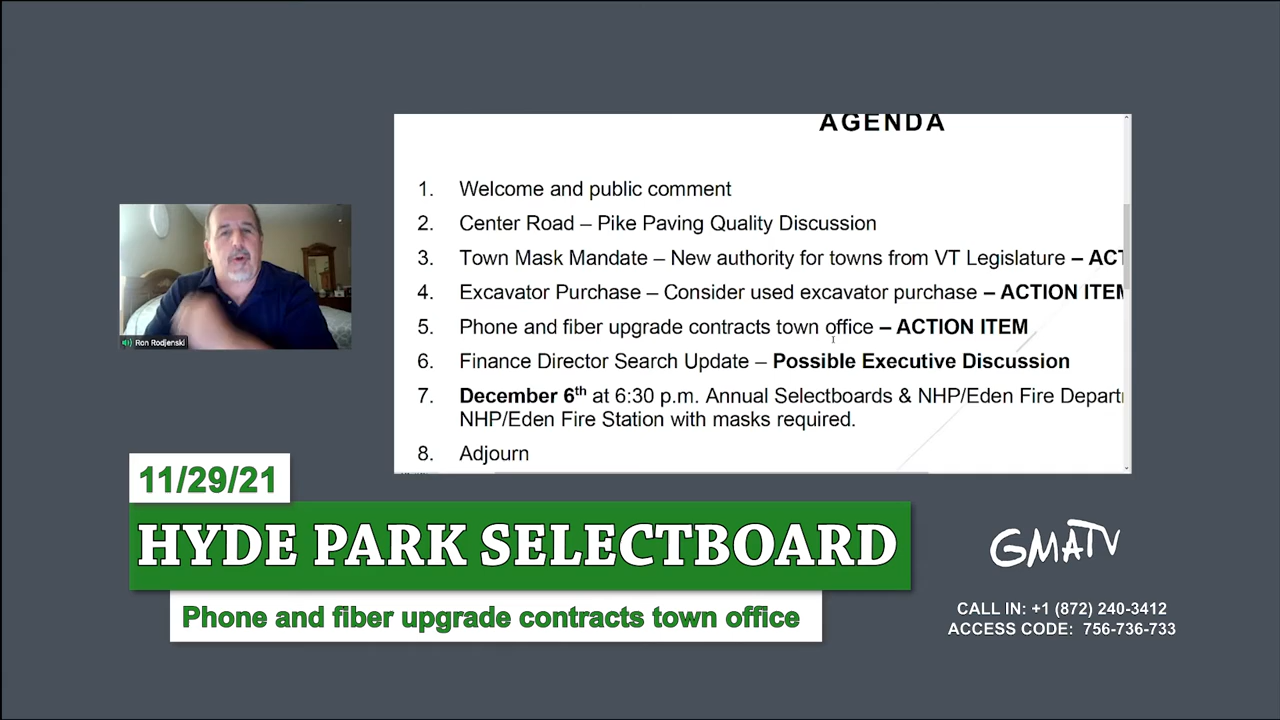 AGENDA
1. Welcome and public comment
2. Center Road – Pike Paving Quality Discussion
3. Town Mask Mandate – New authority for towns from VT Legislature – ACT
4. Excavator Purchase – Consider used excavator purchase – ACTION ITEM
5. Phone and fiber upgrade contracts town office – ACTION ITEM
6. Finance Director Search Update – Possible Executive Discussion
7. December 6th at 6:30 p.m. Annual Selectboards & NHP/Eden Fire Depart
NHP/Eden Fire Station with masks required.
8. Adjourn
Ron Rodjenski
11/29/21
HYDE PARK SELECTBOARD
Phone and fiber upgrade contracts town office
GMATV
CALL IN: +1 (872) 240-3412
ACCESS CODE: 756-736-733